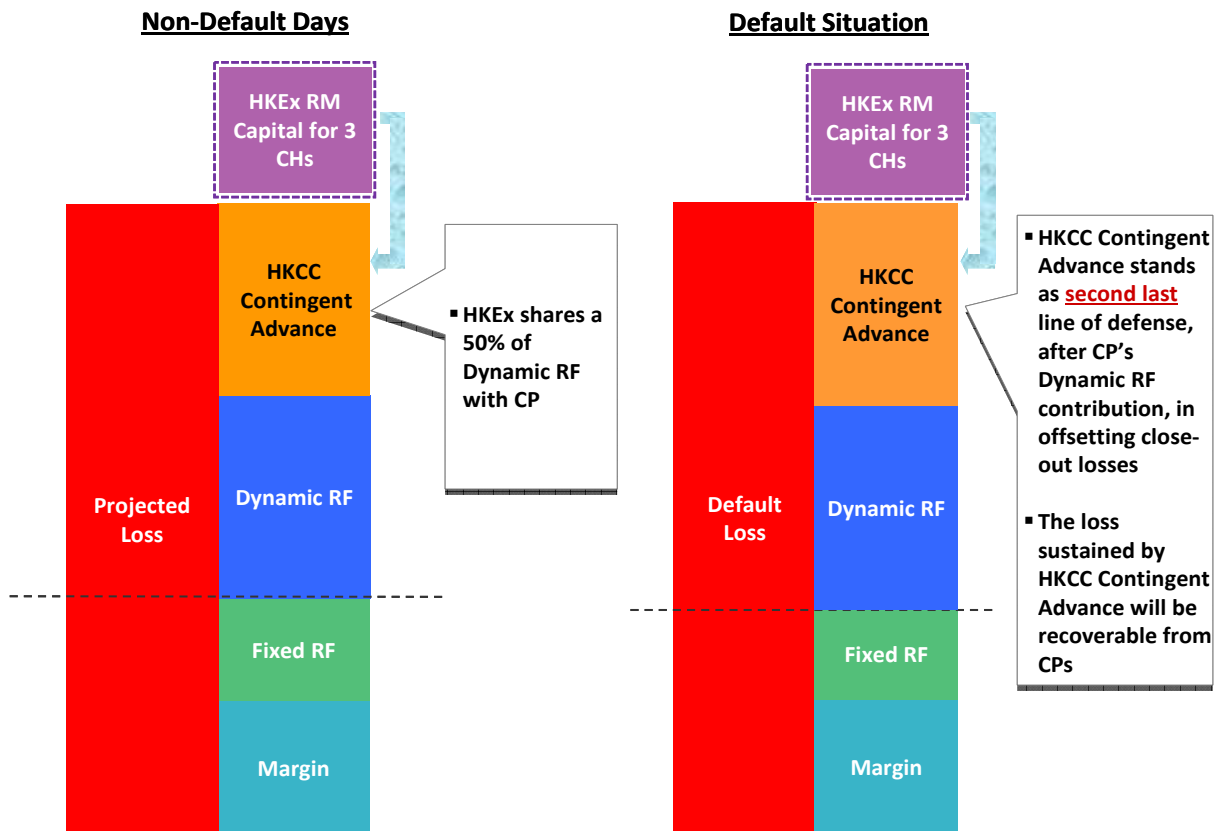 Non-Default Days
HKEx RM
Capital for 3
CHs
HKCC
Contingent
Advance
▪ HKEx shares a
50% of
Dynamic RF
with CP
Projected
Loss
Dynamic RF
Fixed RF
Margin
Default Situation
HKEx RM
Capital for 3
CHs
HKCC
Contingent
Advance
▪ HKCC Contingent
Advance stands
as second last
line of defense,
after CP’s
Dynamic RF
contribution, in
offsetting close-
out losses
▪ The loss
sustained by
HKCC Contingent
Advance will be
recoverable from
CPs
Default
Loss
Dynamic RF
Fixed RF
Margin